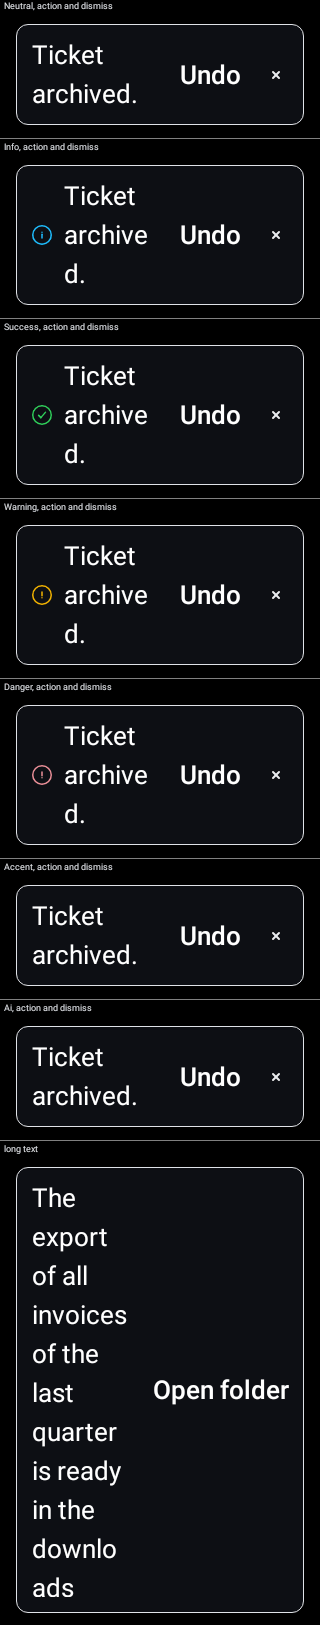 Neutral, action and dismiss
Ticket
archived.
Undo
Info, action and dismiss
Ticket
archive
d.
Undo
Success, action and dismiss
Ticket
archive
d.
Undo
Warning, action and dismiss
Ticket
archive
d.
Undo
Danger, action and dismiss
Ticket
archive
d.
Undo
Accent, action and dismiss
Ticket
archived.
Undo
Ai, action and dismiss
Ticket
archived.
Undo
long text
The
export
of all
invoices
of the
last
quarter
is ready
in the
downlo
ads
Open folder